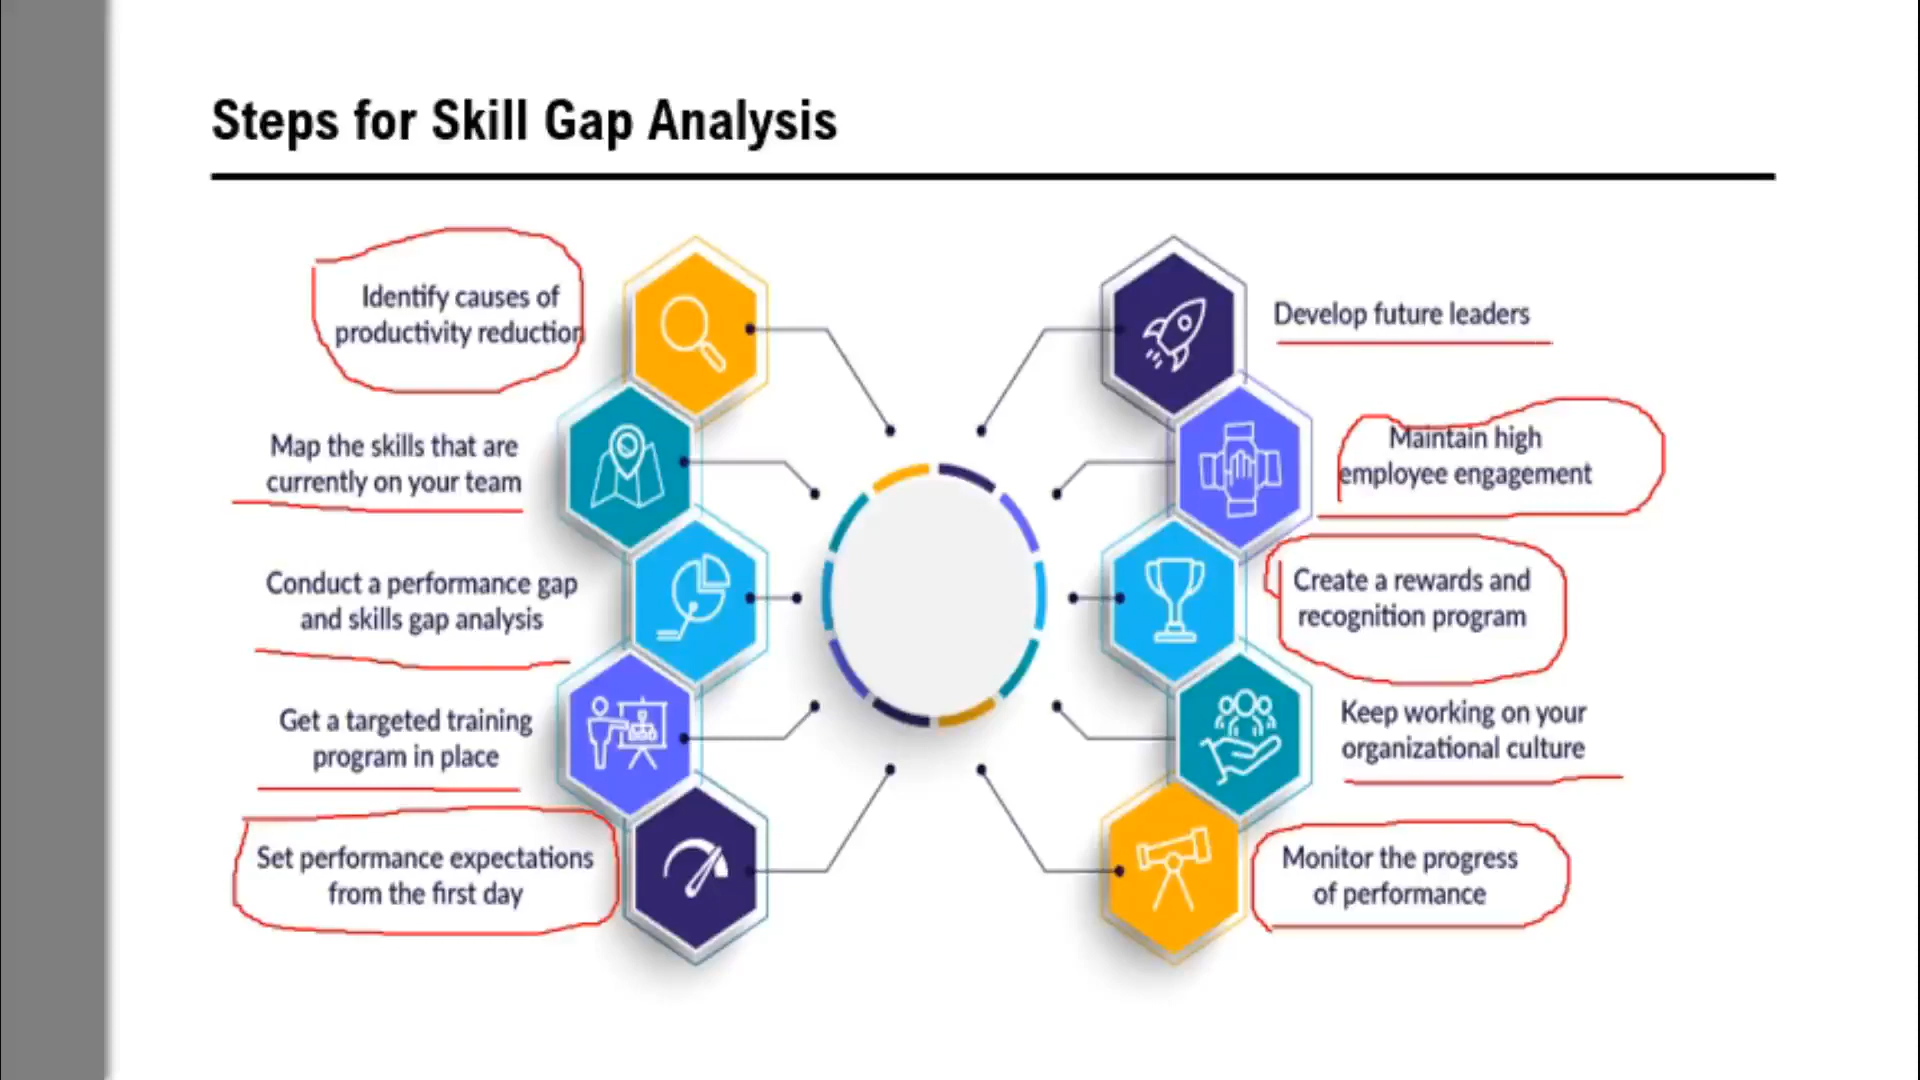 Steps for Skill Gap Analysis
Identify causes of
productivity reduction
Map the skills that are
currently on your team
Conduct a performance gap
and skills gap analysis
Get a targeted training
program in place
Set performance expectations
from the first day
Develop future leaders
Maintain high
employee engagement
Create a rewards and
recognition program
Keep working on your
organizational culture
Monitor the progress
of performance